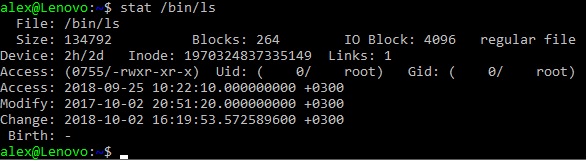 alex@Lenovo:~$ stat /bin/ls
  File: /bin/ls
  Size: 134792          Blocks: 264        IO Block: 4096   regular file
Device: 2h/2d   Inode: 1970324837335149  Links: 1
Access: (0755/-rwxr-xr-x)  Uid: (    0/    root)   Gid: (    0/    root)
Access: 2018-09-25 10:22:10.000000000 +0300
Modify: 2017-10-02 20:51:20.000000000 +0300
Change: 2018-10-02 16:19:53.572589600 +0300
 Birth: -
alex@Lenovo:~$